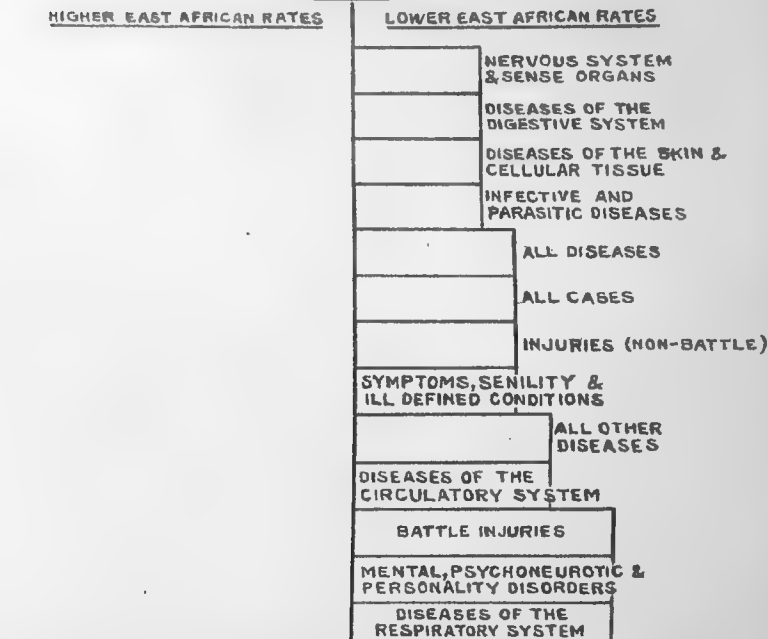 HIGHER EAST AFRICAN RATES
LOWER EAST AFRICAN RATES
NERVOUS SYSTEM
& SENSE ORGANS
DISEASES OF THE
DIGESTIVE SYSTEM
DISEASES OF THE SKIN &
CELLULAR TISSUE
INFECTIVE AND
PARASITIC DISEASES
ALL DISEASES
ALL CASES
INJURIES (NON-BATTLE)
SYMPTOMS, SENILITY &
ILL DEFINED CONDITIONS
ALL OTHER
DISEASES
DISEASES OF THE
CIRCULATORY SYSTEM
BATTLE INJURIES
MENTAL, PSYCHONEUROTIC &
PERSONALITY DISORDERS
DISEASES OF THE
RESPIRATORY SYSTEM